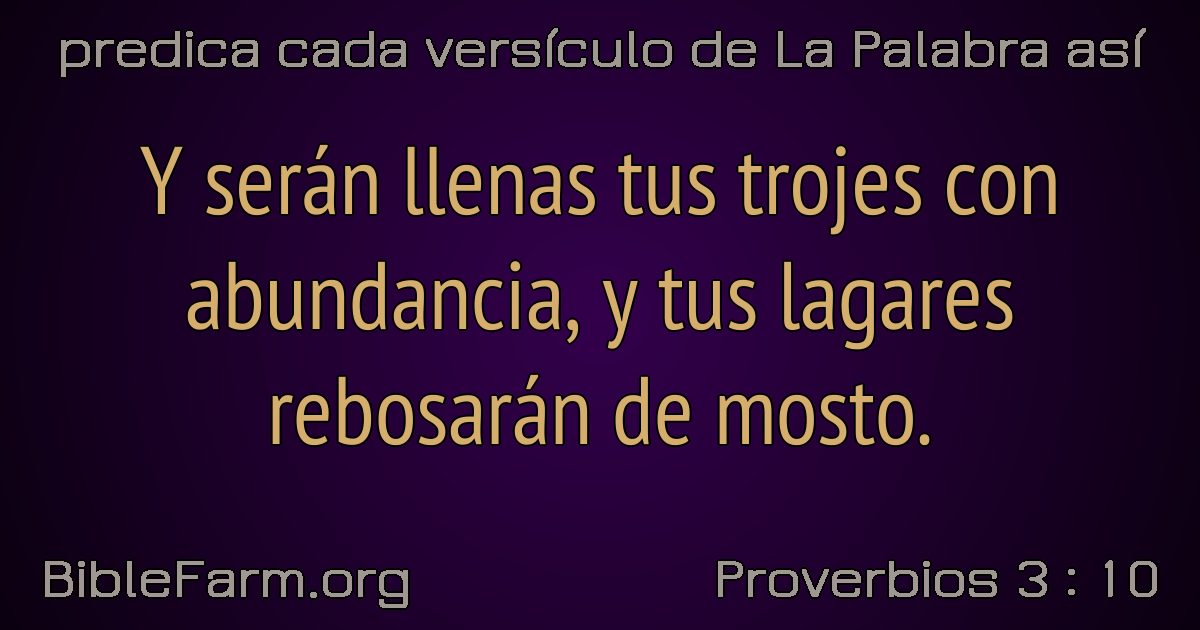 predica cada versículo de La Palabra así
Y serán llenas tus trojes con
abundancia, y tus lagares
rebosarán de mosto.
BibleFarm.org
Proverbios 3 : 10